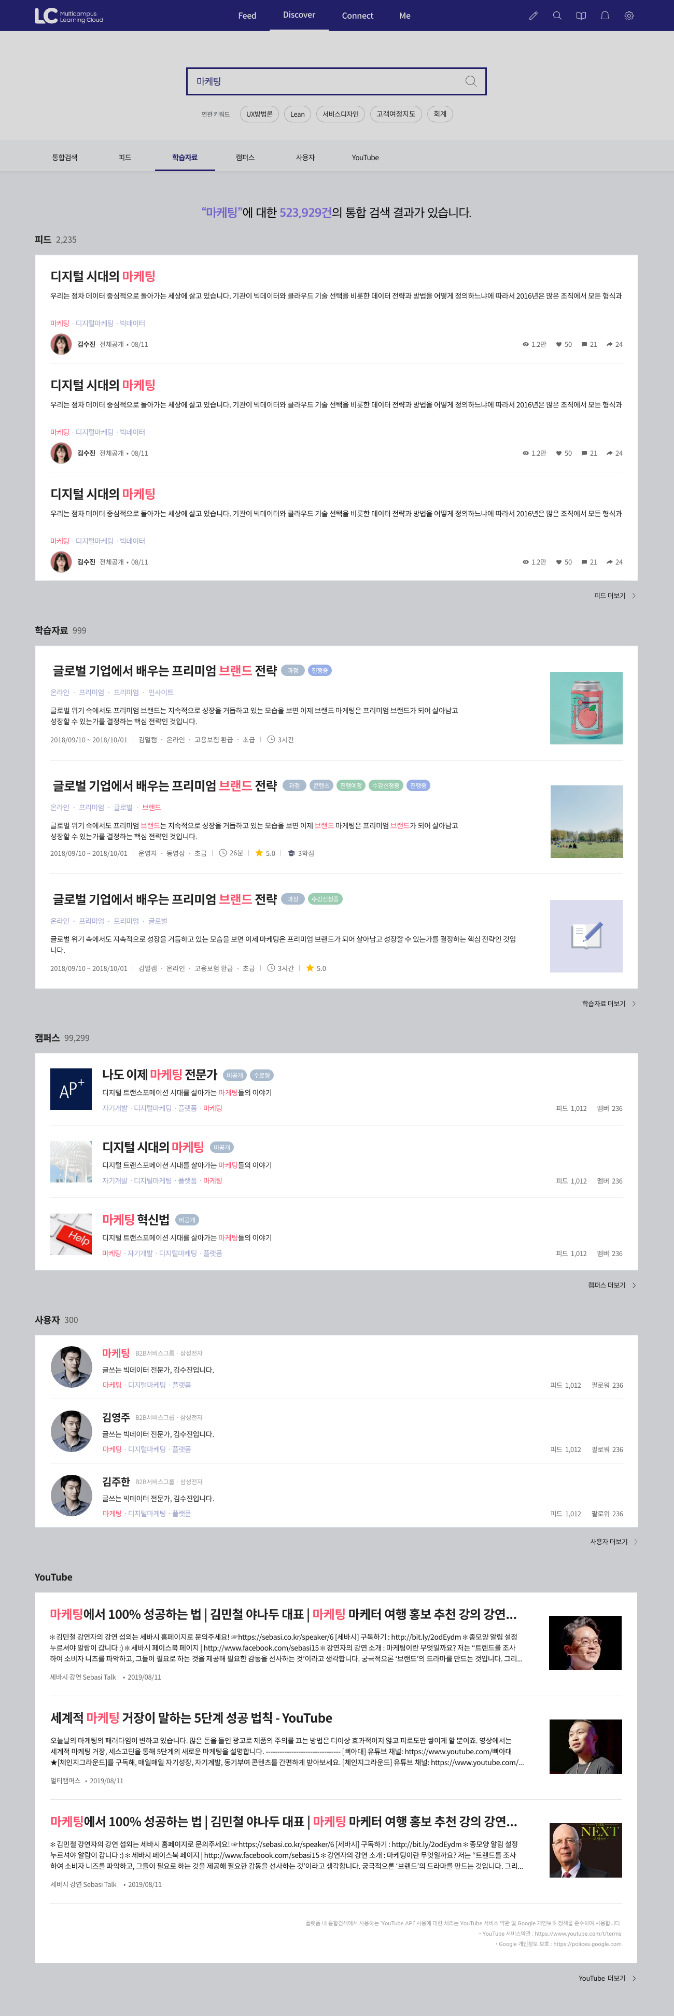 LC Multicampus Learning Cloud
Feed Discover Connect Me
마케팅
연관 키워드 UX방법론 Lean 서비스디자인 고객여정지도 회계
통합검색 피드 학습자료 캠퍼스 사용자 YouTube
“마케팅”에 대한 523,929건의 통합 검색 결과가 있습니다.
피드 2,235
디지털 시대의 마케팅
우리는 점차 데이터 중심적으로 돌아가는 세상에 살고 있습니다. 기관이 빅데이터와 클라우드 기술 선택을 비롯한 데이터 전략과 방법을 어떻게 정의하느냐에 따라서 2016년은 많은 조직에서 모든 형식과
마케팅 · 디지털마케팅 · 빅데이터
김수진 전체공개 • 08/11 1.2만 50 21 24
디지털 시대의 마케팅
우리는 점차 데이터 중심적으로 돌아가는 세상에 살고 있습니다. 기관이 빅데이터와 클라우드 기술 선택을 비롯한 데이터 전략과 방법을 어떻게 정의하느냐에 따라서 2016년은 많은 조직에서 모든 형식과
마케팅 · 디지털마케팅 · 빅데이터
김수진 전체공개 • 08/11 1.2만 50 21 24
디지털 시대의 마케팅
우리는 점차 데이터 중심적으로 돌아가는 세상에 살고 있습니다. 기관이 빅데이터와 클라우드 기술 선택을 비롯한 데이터 전략과 방법을 어떻게 정의하느냐에 따라서 2016년은 많은 조직에서 모든 형식과
마케팅 · 디지털마케팅 · 빅데이터
김수진 전체공개 • 08/11 1.2만 50 21 24
피드 더보기
학습자료 999
글로벌 기업에서 배우는 프리미엄 브랜드 전략 과정 진행중
온라인 · 프리미엄 · 프리미엄 · 인사이트
글로벌 위기 속에서도 프리미엄 브랜드는 지속적으로 성장을 거듭하고 있는 모습을 보면 이제 브랜드 마케팅은 프리미엄 브랜드가 되어 살아남고
성장할 수 있는가를 결정하는 핵심 전략인 것입니다.
2018/09/10 ~ 2018/10/01 김멀캠 · 온라인 · 고용보험 환급 · 초급 3시간
글로벌 기업에서 배우는 프리미엄 브랜드 전략 과정 콘텐츠 진행예정 수강신청중 진행중
온라인 · 프리미엄 · 글로벌 · 브랜드
글로벌 위기 속에서도 프리미엄 브랜드는 지속적으로 성장을 거듭하고 있는 모습을 보면 이제 브랜드 마케팅은 프리미엄 브랜드가 되어 살아남고
성장할 수 있는가를 결정하는 핵심 전략인 것입니다.
2018/09/10 ~ 2018/10/01 운영자 · 동영상 · 초급 26분 5.0 3학점
글로벌 기업에서 배우는 프리미엄 브랜드 전략 과정 수강신청중
온라인 · 프리미엄 · 프리미엄 · 글로벌
글로벌 위기 속에서도 지속적으로 성장을 거듭하고 있는 모습을 보면 이제 마케팅은 프리미엄 브랜드가 되어 살아남고 성장할 수 있는가를 결정하는 핵심 전략인 것입
니다.
2018/09/10 ~ 2018/10/01 김멀캠 · 온라인 · 고용보험 환급 · 초급 3시간 5.0
학습자료 더보기
캠퍼스 99,299
AP+
나도 이제 마케팅 전문가 비공개 수료형
디지털 트랜스포메이션 시대를 살아가는 마케팅들의 이야기
자기개발 · 디지털마케팅 · 플랫폼 · 마케팅 피드 1,012 멤버 236
디지털 시대의 마케팅 비공개
디지털 트랜스포메이션 시대를 살아가는 마케팅들의 이야기
자기개발 · 디지털마케팅 · 플랫폼 · 마케팅 피드 1,012 멤버 236
Help
마케팅 혁신법 비공개
디지털 트랜스포메이션 시대를 살아가는 마케팅들의 이야기
마케팅 · 자기개발 · 디지털마케팅 · 플랫폼 피드 1,012 멤버 236
캠퍼스 더보기
사용자 300
마케팅 B2B서비스그룹 · 삼성전자
글쓰는 빅데이터 전문가, 김수진입니다.
마케팅 · 디지털마케팅 · 플랫폼 피드 1,012 팔로워 236
김영주 B2B서비스그룹 · 삼성전자
글쓰는 빅데이터 전문가, 김수진입니다.
마케팅 · 디지털마케팅 · 플랫폼 피드 1,012 팔로워 236
김주한 B2B서비스그룹 · 삼성전자
글쓰는 빅데이터 전문가, 김수진입니다.
마케팅 · 디지털마케팅 · 플랫폼 피드 1,012 팔로워 236
사용자 더보기
YouTube
마케팅에서 100% 성공하는 법 | 김민철 야나두 대표 | 마케팅 마케터 여행 홍보 추천 강의 강연...
✻ 김민철 강연자의 강연 섭외는 세바시 홈페이지로 문의주세요! ☞https://sebasi.co.kr/speaker/6 [세바시] 구독하기 : http://bit.ly/2odEydm ✻ 종모양 알림 설정
누르셔야 알람이 갑니다 :) ✻ 세바시 페이스북 페이지 | http://www.facebook.com/sebasi15 ✻ 강연자의 강연 소개 : 마케팅이란 무엇일까요? 저는 “트렌드를 조사
하여 소비자 니즈를 파악하고, 그들이 필요로 하는 것을 제공해 필요한 감동을 선사하는 것’이라고 생각합니다. 궁극적으론 ‘브랜드’의 드라마를 만드는 것입니다. 그리...
세바시 강연 Sebasi Talk • 2019/08/11
세계적 마케팅 거장이 말하는 5단계 성공 법칙 - YouTube
오늘날의 마케팅의 패러다임이 변하고 있습니다. 많은 돈을 들인 광고로 제품의 주의를 끄는 방법은 더이상 효과적이지 않고 피로도만 쌓이게 할 뿐이죠. 영상에서는
세계적 마케팅 거장, 세스고딘을 통해 5단계의 새로운 마케팅을 설명합니다. -------------------------------- [뼈아대] 유튜브 채널: https://www.youtube.com/뼈아대
★[체인지그라운드]를 구독해, 매일매일 자기성장, 자기계발, 동기부여 콘텐츠를 간편하게 받아보세요. [체인지그라운드] 유튜브 채널: https://www.youtube.com/...
멀티캠퍼스 • 2019/08/11
마케팅에서 100% 성공하는 법 | 김민철 야나두 대표 | 마케팅 마케터 여행 홍보 추천 강의 강연...
✻ 김민철 강연자의 강연 섭외는 세바시 홈페이지로 문의주세요! ☞https://sebasi.co.kr/speaker/6 [세바시] 구독하기 : http://bit.ly/2odEydm ✻ 종모양 알림 설정
누르셔야 알람이 갑니다 :) ✻ 세바시 페이스북 페이지 | http://www.facebook.com/sebasi15 ✻ 강연자의 강연 소개 : 마케팅이란 무엇일까요? 저는 “트렌드를 조사
하여 소비자 니즈를 파악하고, 그들이 필요로 하는 것을 제공해 필요한 감동을 선사하는 것’이라고 생각합니다. 궁극적으론 ‘브랜드’의 드라마를 만드는 것입니다. 그리...
세바시 강연 Sebasi Talk • 2019/08/11
NEXT
• YouTube 서비스약관 : https://www.youtube.com/t/terms
• Google 개인정보 보호 : https://policies.google.com
YouTube 더보기